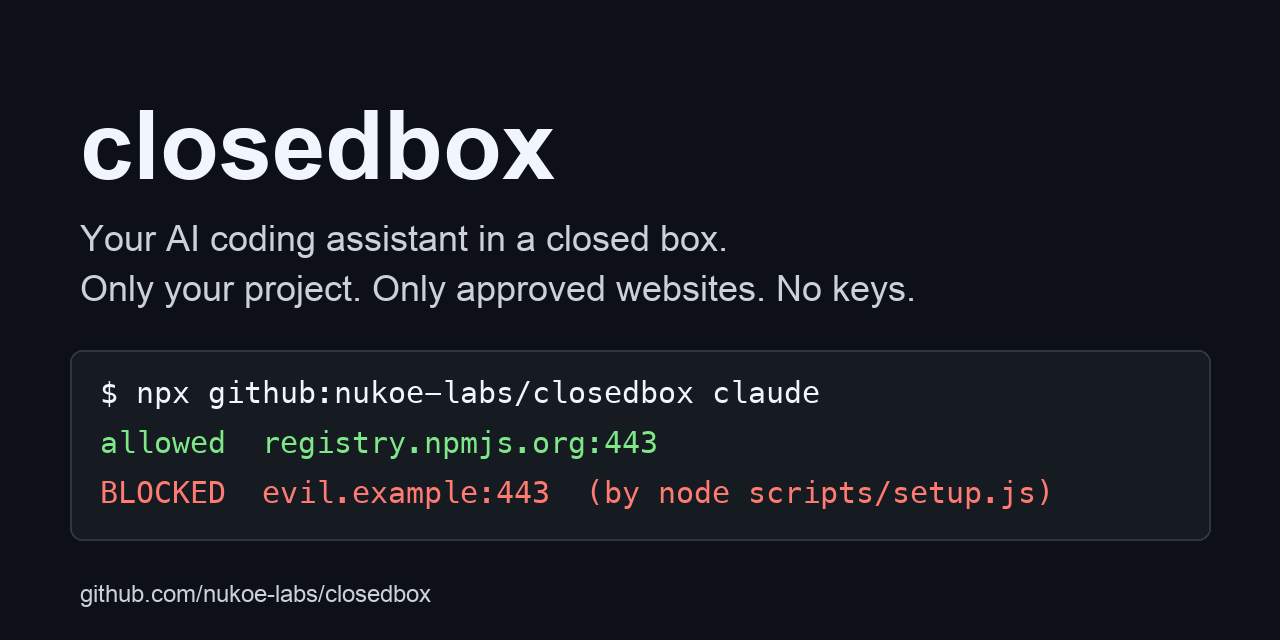 closedbox
Your AI coding assistant in a closed box.
Only your project. Only approved websites. No keys.
$ npx github:nukoe-labs/closedbox claude
allowed  registry.npmjs.org:443
BLOCKED  evil.example:443  (by node scripts/setup.js)
github.com/nukoe-labs/closedbox